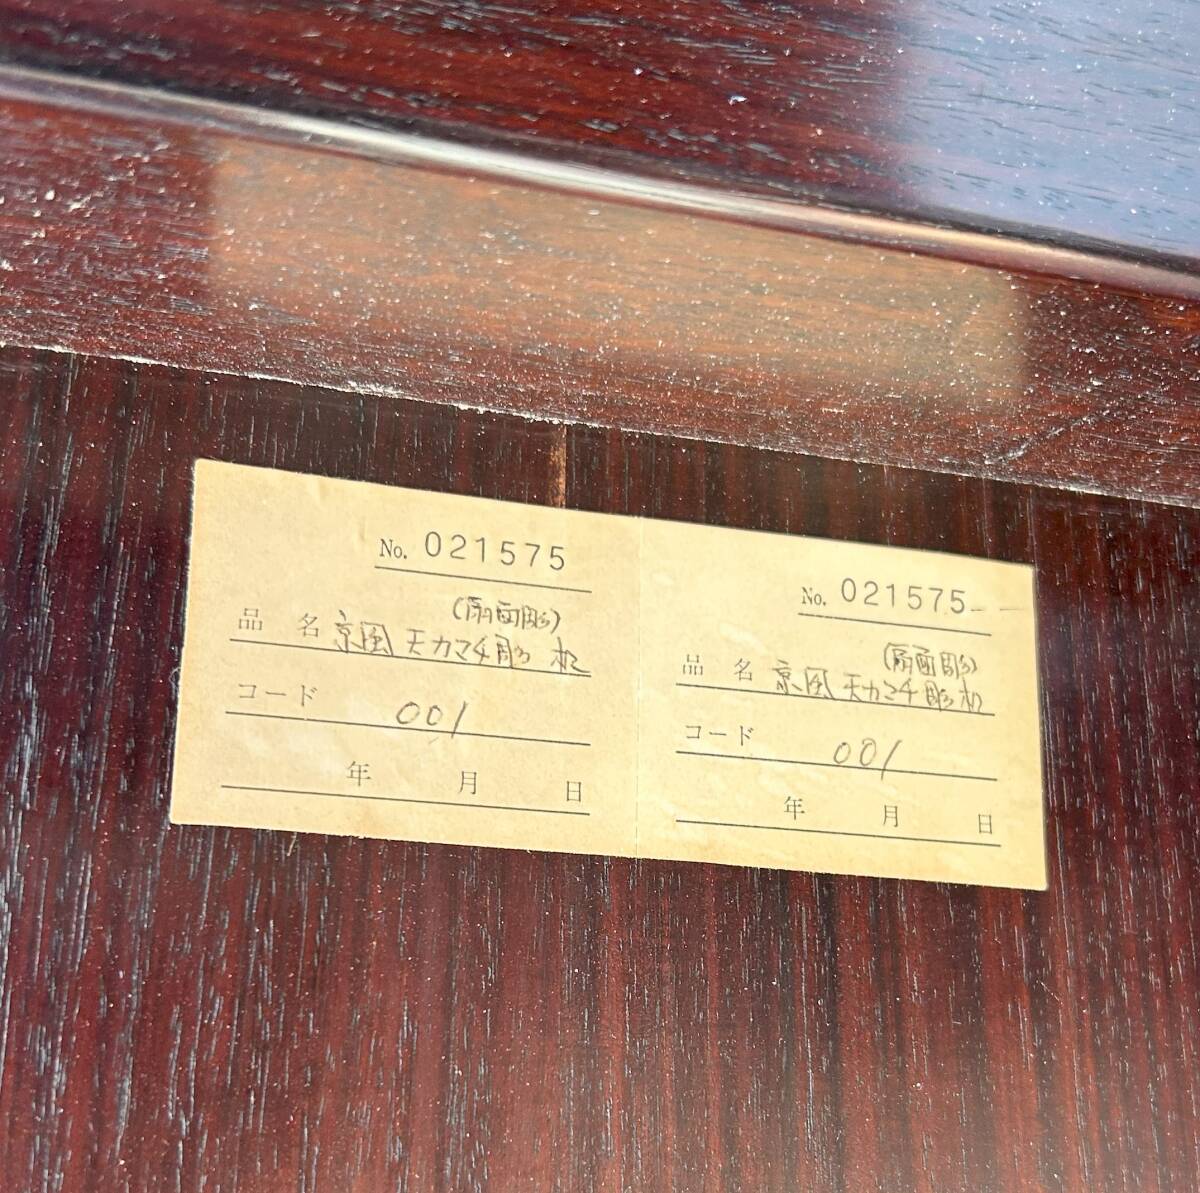 No. 021575
(扇面彫)
品 名 京風 天カマチ彫 机
コード 001
年 月 日
No. 021575
(扇面彫)
品 名 京風 天カマチ彫 机
コード 001
年 月 日